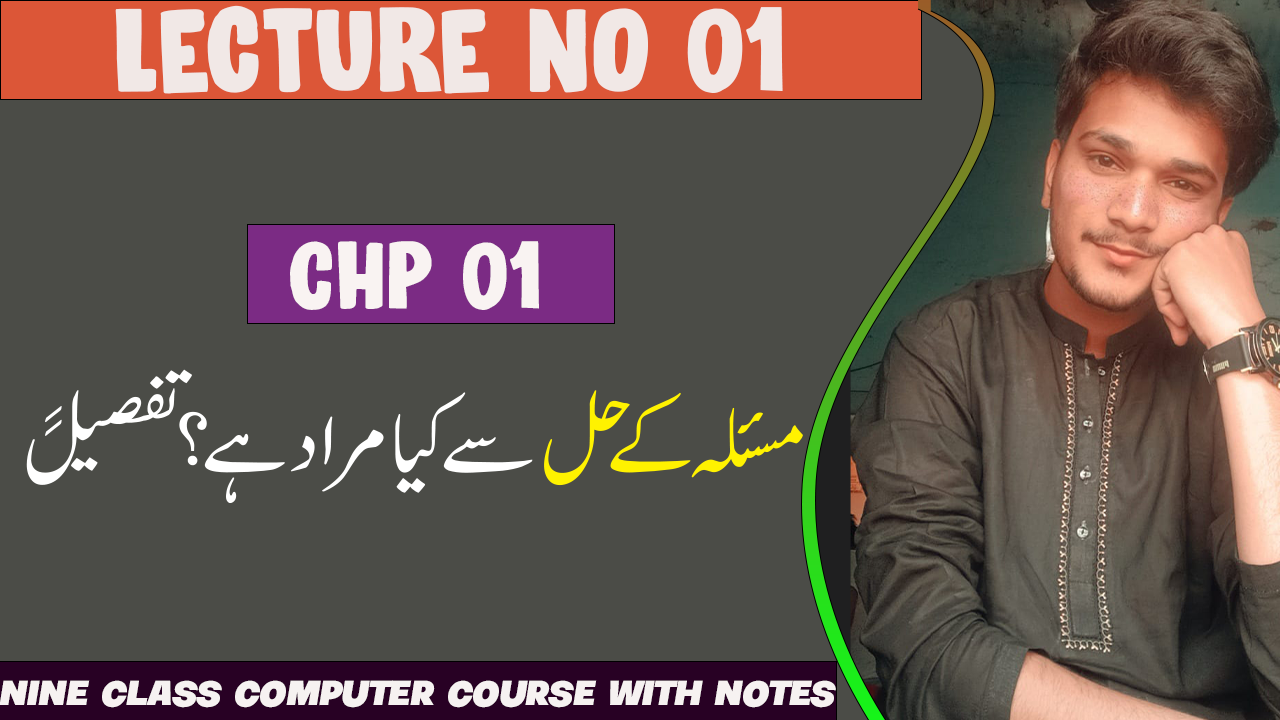 LECTURE NO 01
CHP 01
مسئلہ کے حل سے کیا مراد ہے؟ تفصیلاً
NINE CLASS COMPUTER COURSE WITH NOTES